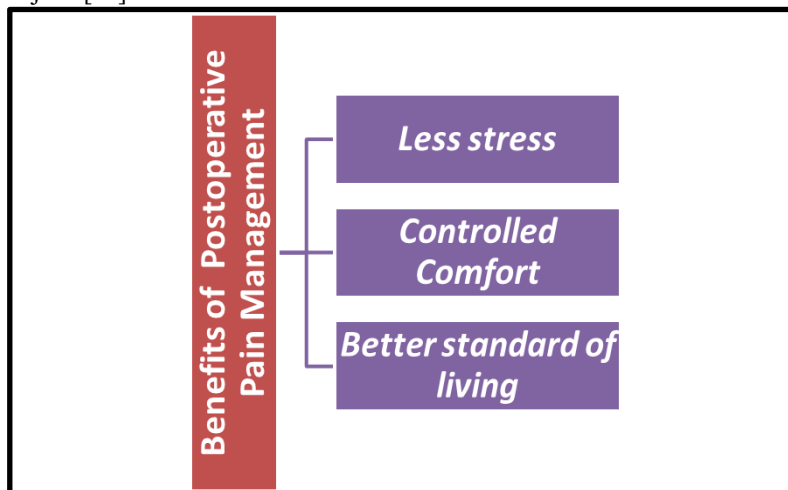 Benefits of Postoperative
Pain Management
Less stress
Controlled
Comfort
Better standard of
living